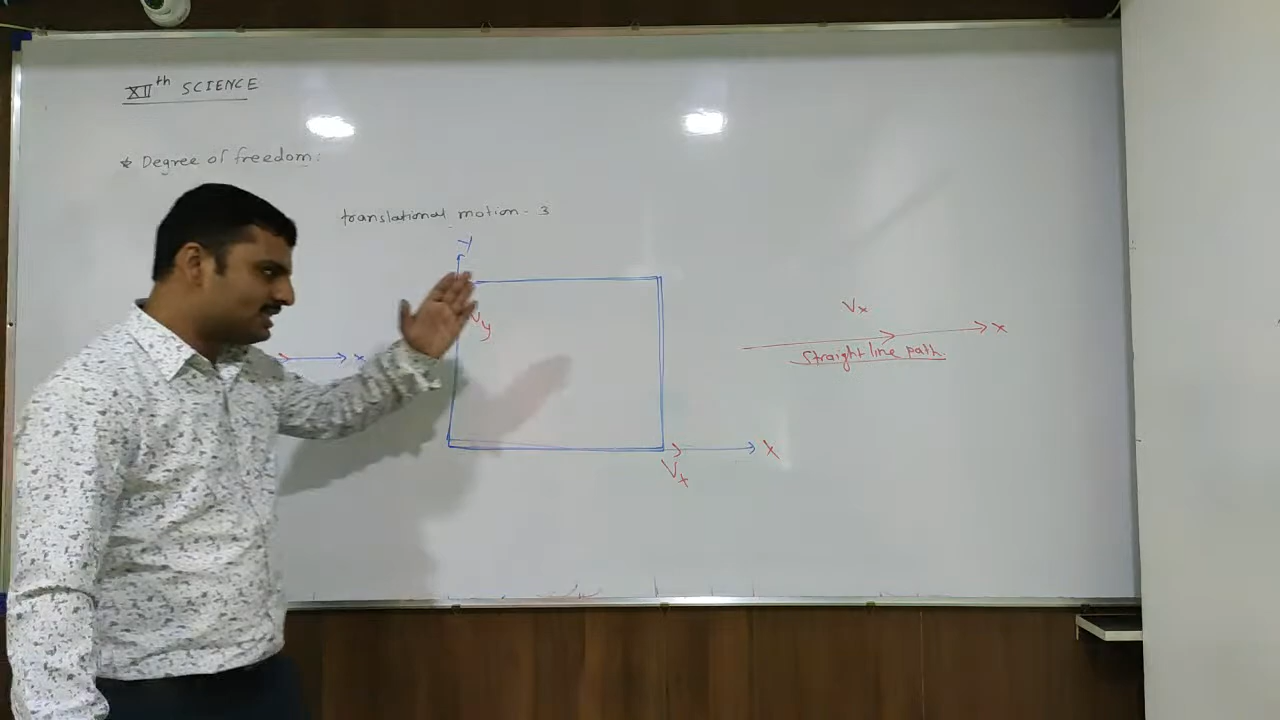 XIIth SCIENCE
* Degree of freedom:
translational motion - 3
y
Vy
x
Vx
x
Straight line path.
Vx
X